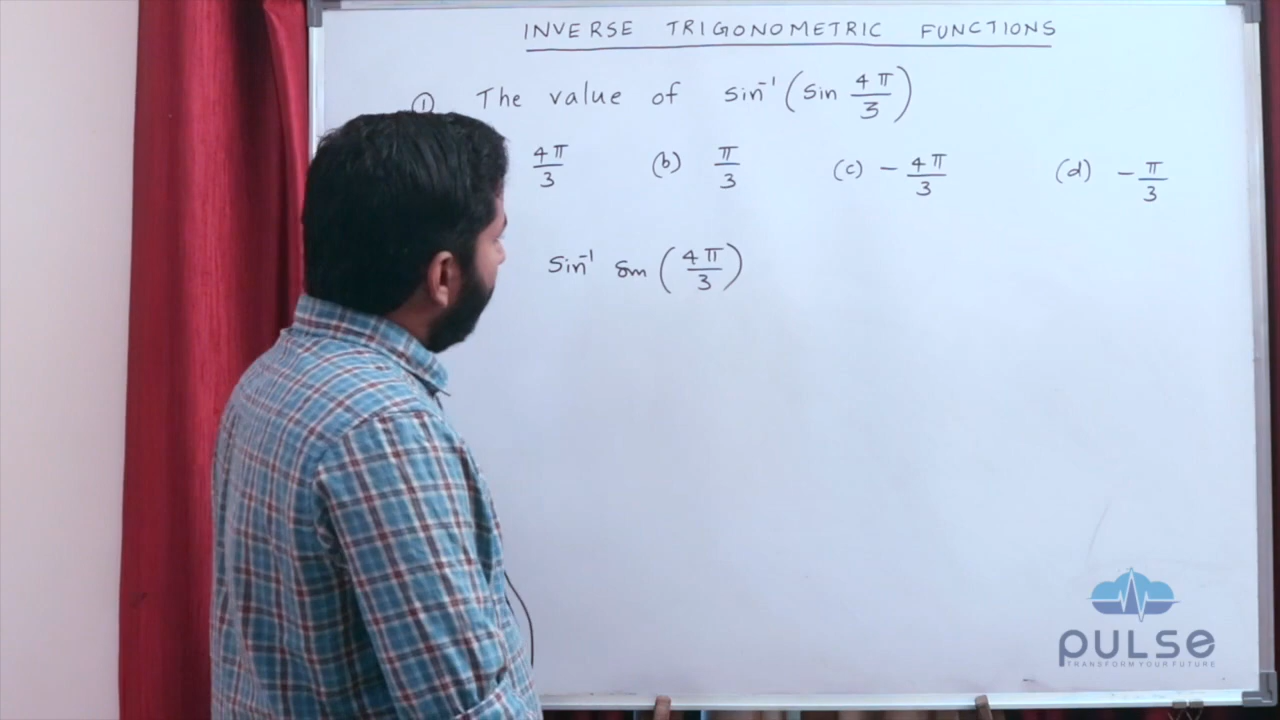 INVERSE TRIGONOMETRIC FUNCTIONS
① The value of sin⁻¹(sin 4π/3)
4π/3 (b) π/3 (c) -4π/3 (d) -π/3
sin⁻¹ sin (4π/3)
PULSE
TRANSFORM YOUR FUTURE